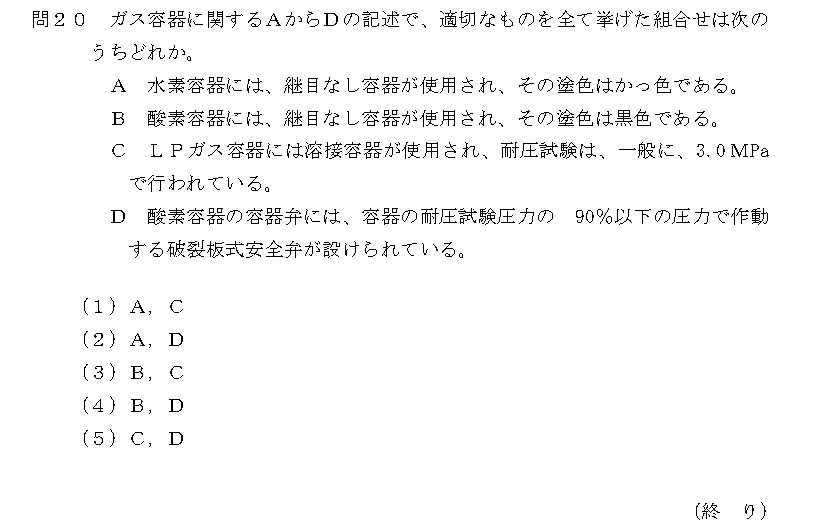 問２０　ガス容器に関するＡからＤの記述で、適切なものを全て挙げた組合せは次の
うちどれか。
Ａ　水素容器には、継目なし容器が使用され、その塗色はかっ色である。
Ｂ　酸素容器には、継目なし容器が使用され、その塗色は黒色である。
Ｃ　ＬＰガス容器には溶接容器が使用され、耐圧試験は、一般に、3.0 MPa
で行われている。
Ｄ　酸素容器の容器弁には、容器の耐圧試験圧力の　90％以下の圧力で作動
する破裂板式安全弁が設けられている。
（１）Ａ，Ｃ
（２）Ａ，Ｄ
（３）Ｂ，Ｃ
（４）Ｂ，Ｄ
（５）Ｃ，Ｄ
（終　り）